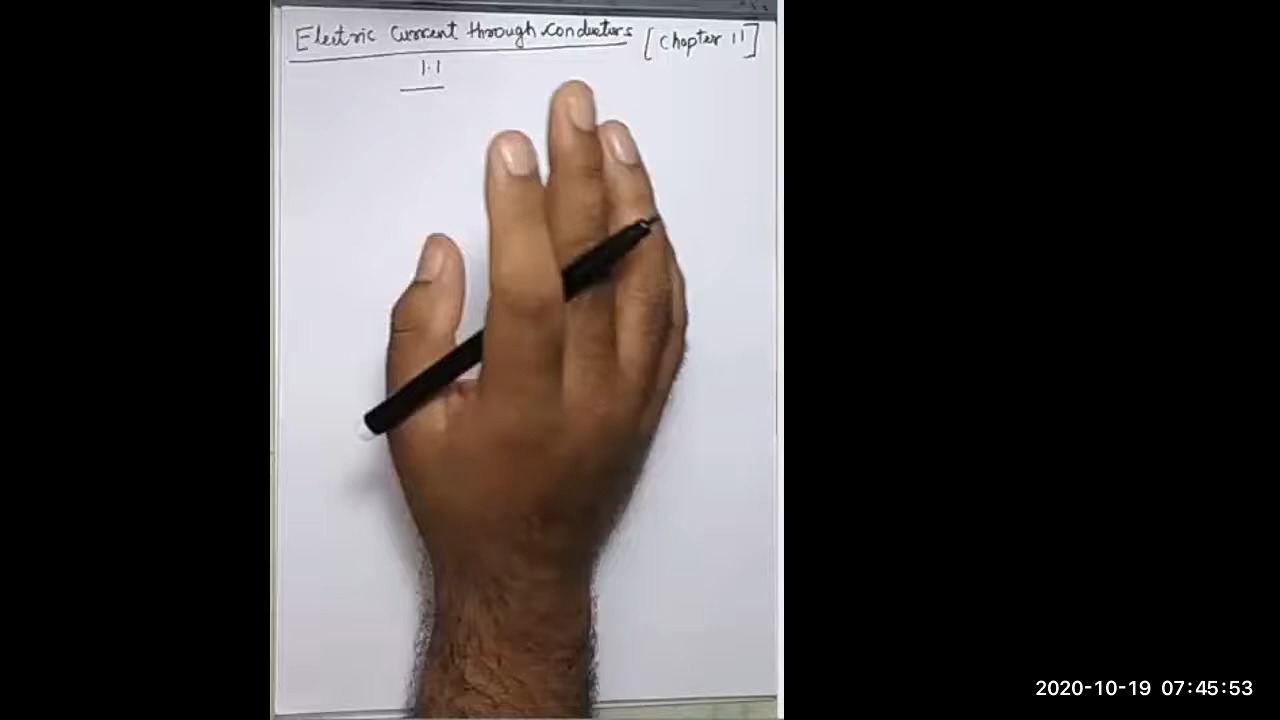 Electric Current through conductors [Chapter 11]
1.1
2020-10-19 07:45:53